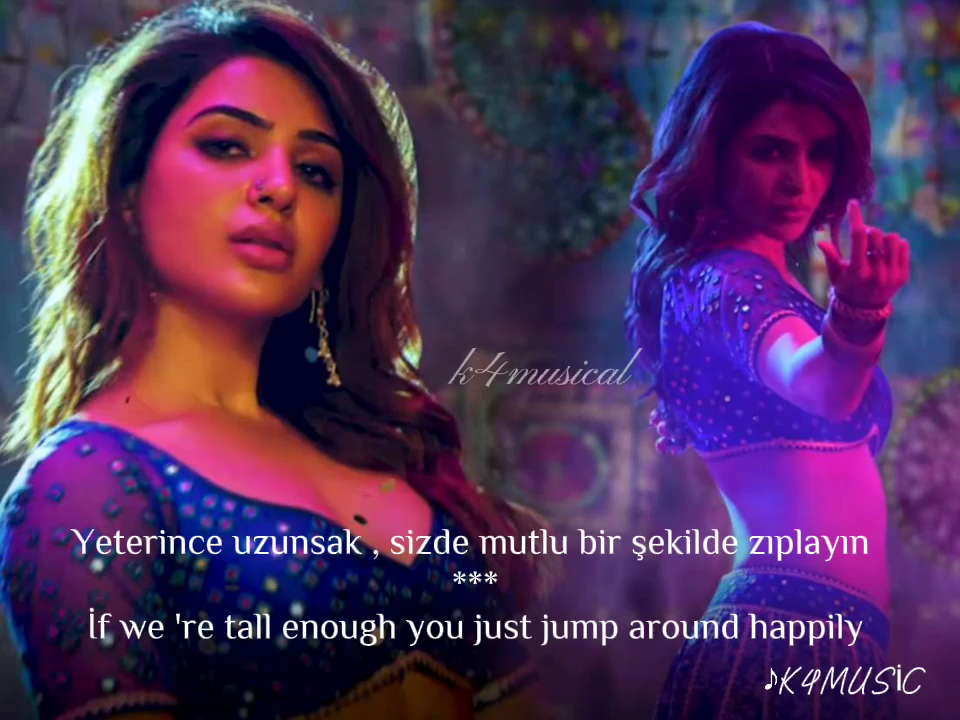 k4musical
Yeterince uzunsak , sizde mutlu bir şekilde zıplayın
***
İf we 're tall enough you just jump around happily
♪K4MUSİC